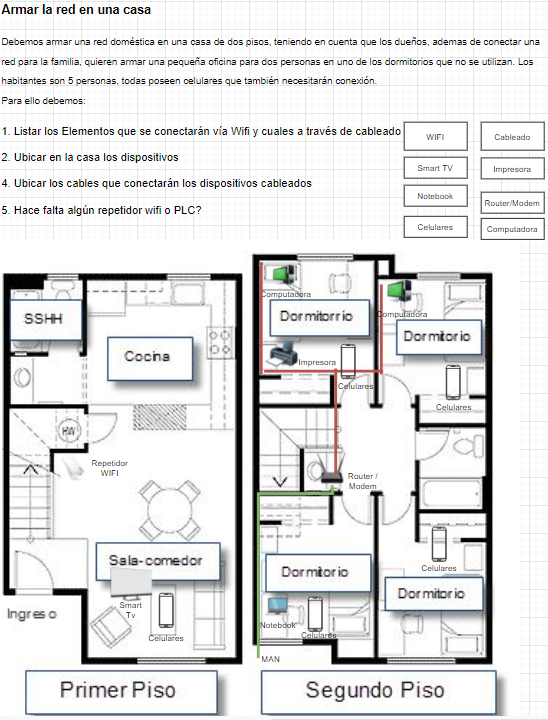 Armar la red en una casa
Debemos armar una red doméstica en una casa de dos pisos, teniendo en cuenta que los dueños, ademas de conectar una
red para la familia, quieren armar una pequeña oficina para dos personas en uno de los dormitorios que no se utilizan. Los
habitantes son 5 personas, todas poseen celulares que también necesitarán conexión.
Para ello debemos:
1. Listar los Elementos que se conectarán vía Wifi y cuales a través de cableado
2. Ubicar en la casa los dispositivos
4. Ubicar los cables que conectarán los dispositivos cableados
5. Hace falta algún repetidor wifi o PLC?
WIFI
Cableado
Smart TV
Impresora
Notebook
Router/Modem
Celulares
Computadora
SSHH
Cocina
HW
Repetidor
WIFI
Sala-comedor
Smart
Tv
Celulares
Ingreso
Primer Piso
Computadora
Dormitorrio
Impresora
Celulares
Computadora
Dormitorio
Celulares
Router /
Modem
Dormitorio
Notebook
Celulares
MAN
Celulares
Dormitorio
Segundo Piso